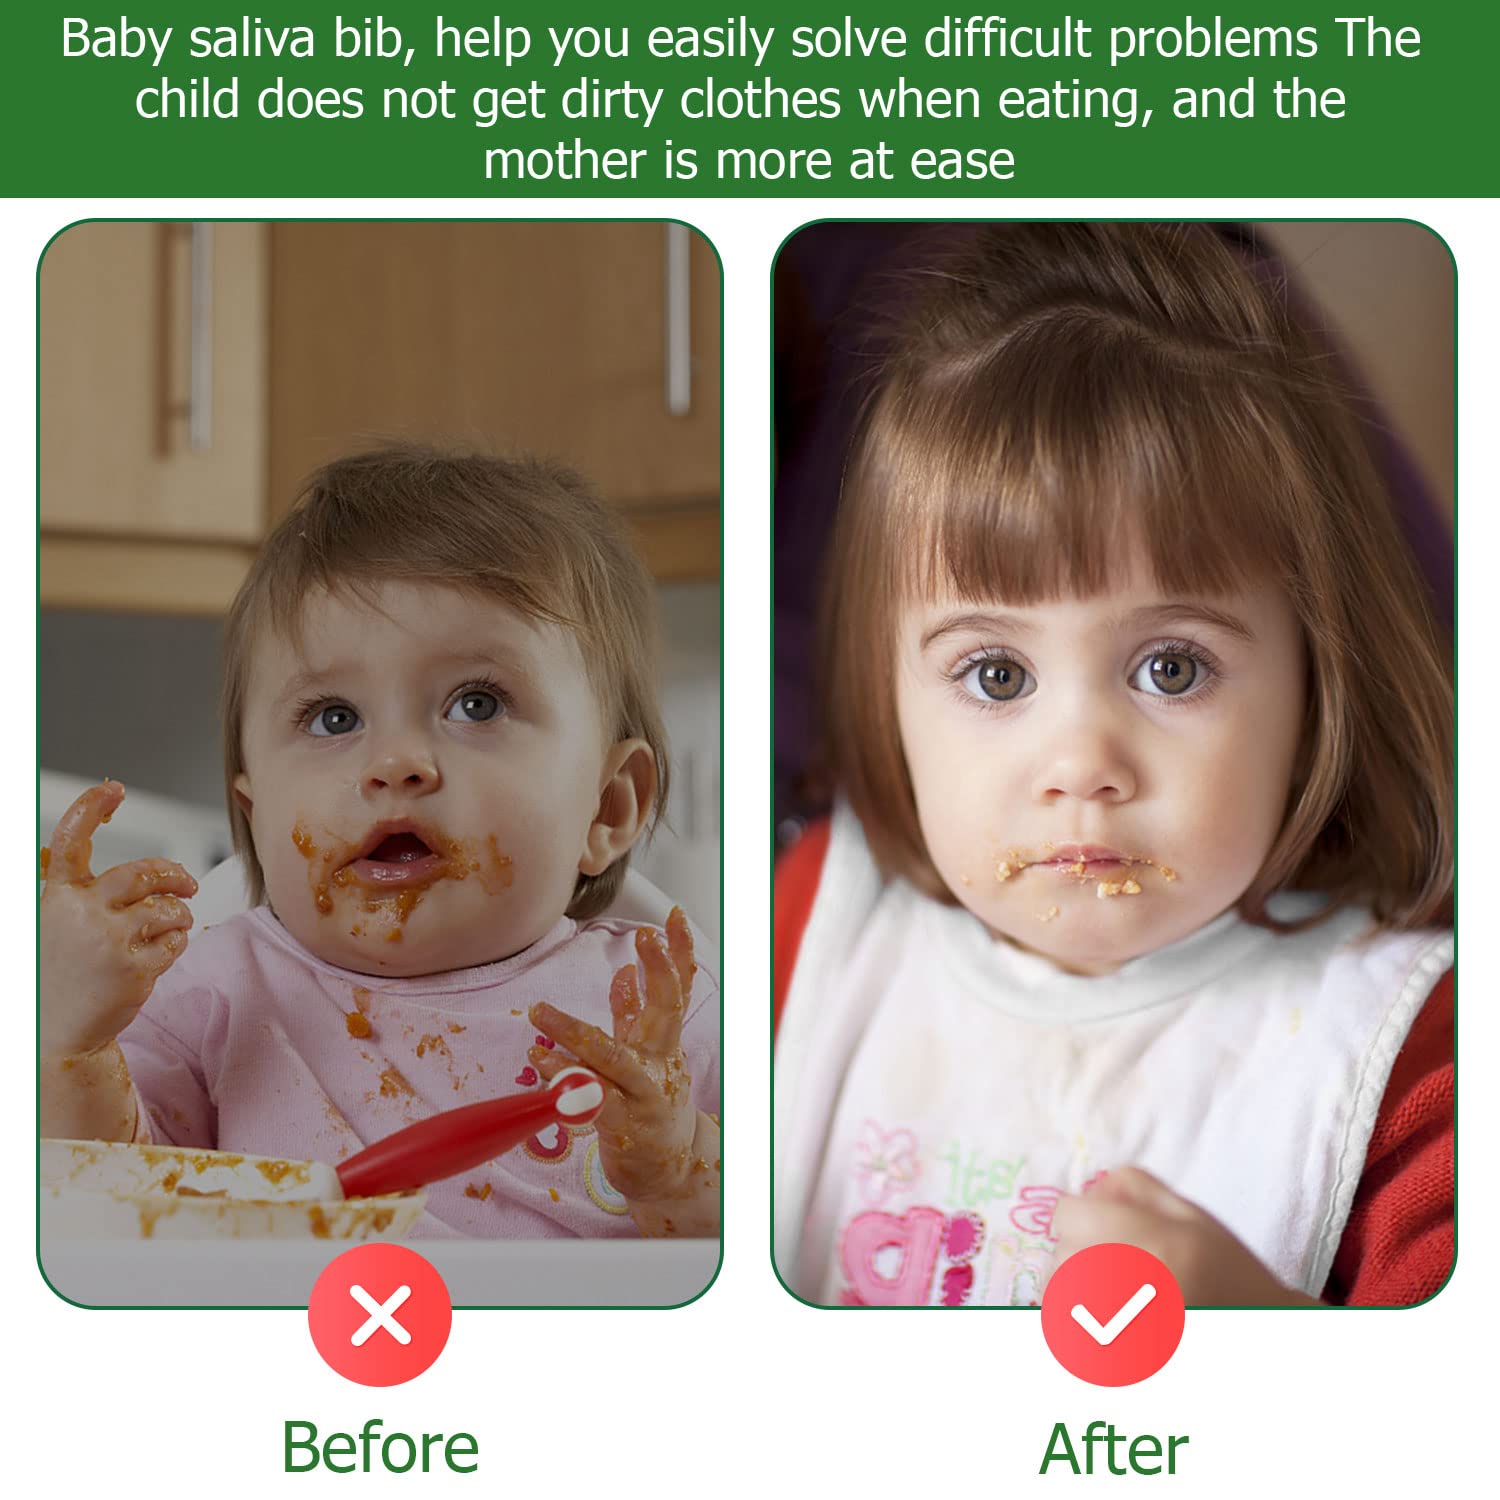 Baby saliva bib, help you easily solve difficult problems The
child does not get dirty clothes when eating, and the
mother is more at ease
it's
Before
After